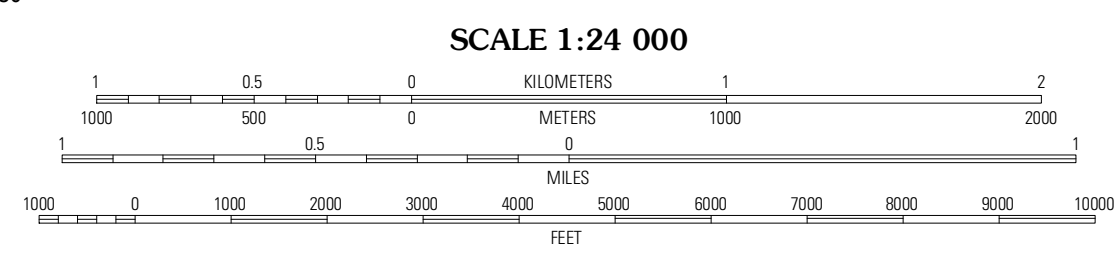 SCALE 1:24 000
1 0.5 0 KILOMETERS 1 2
1000 500 0 METERS 1000 2000
1 0.5 0 1
MILES
1000 0 1000 2000 3000 4000 5000 6000 7000 8000 9000 10000
FEET